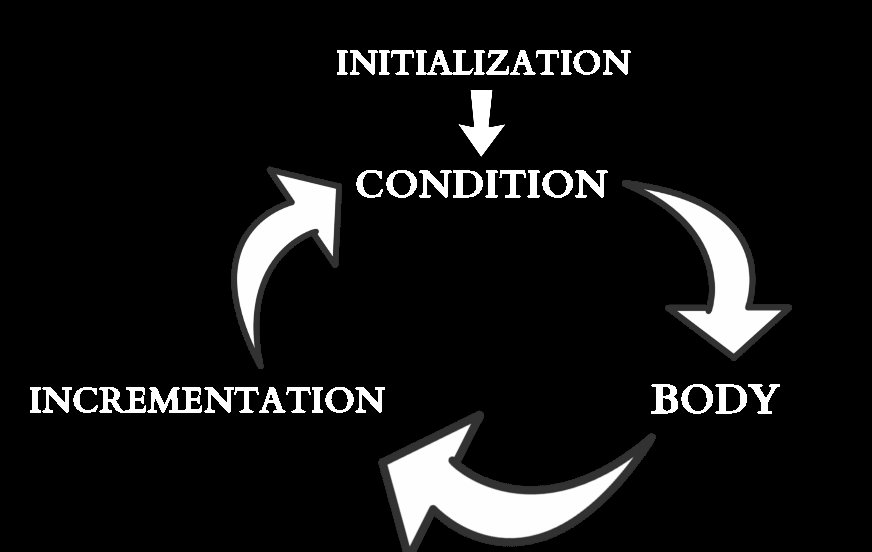 INITIALIZATION
CONDITION
INCREMENTATION
BODY